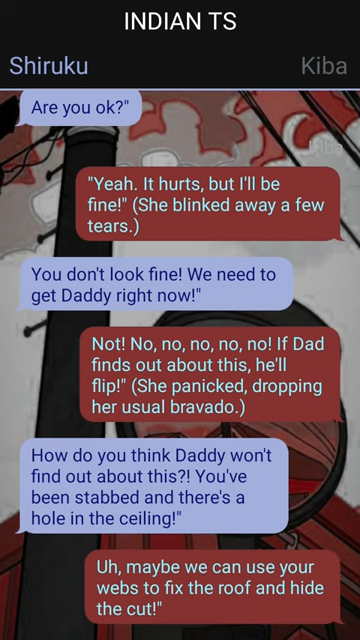 INDIAN TS
Shiruku
Kiba
Are you ok?"
Kiba
"Yeah. It hurts, but I'll be
fine!" (She blinked away a few
tears.)
You don't look fine! We need to
get Daddy right now!"
Not! No, no, no, no, no! If Dad
finds out about this, he'll
flip!" (She panicked, dropping
her usual bravado.)
How do you think Daddy won't
find out about this?! You've
been stabbed and there's a
hole in the ceiling!"
Uh, maybe we can use your
webs to fix the roof and hide
the cut!"